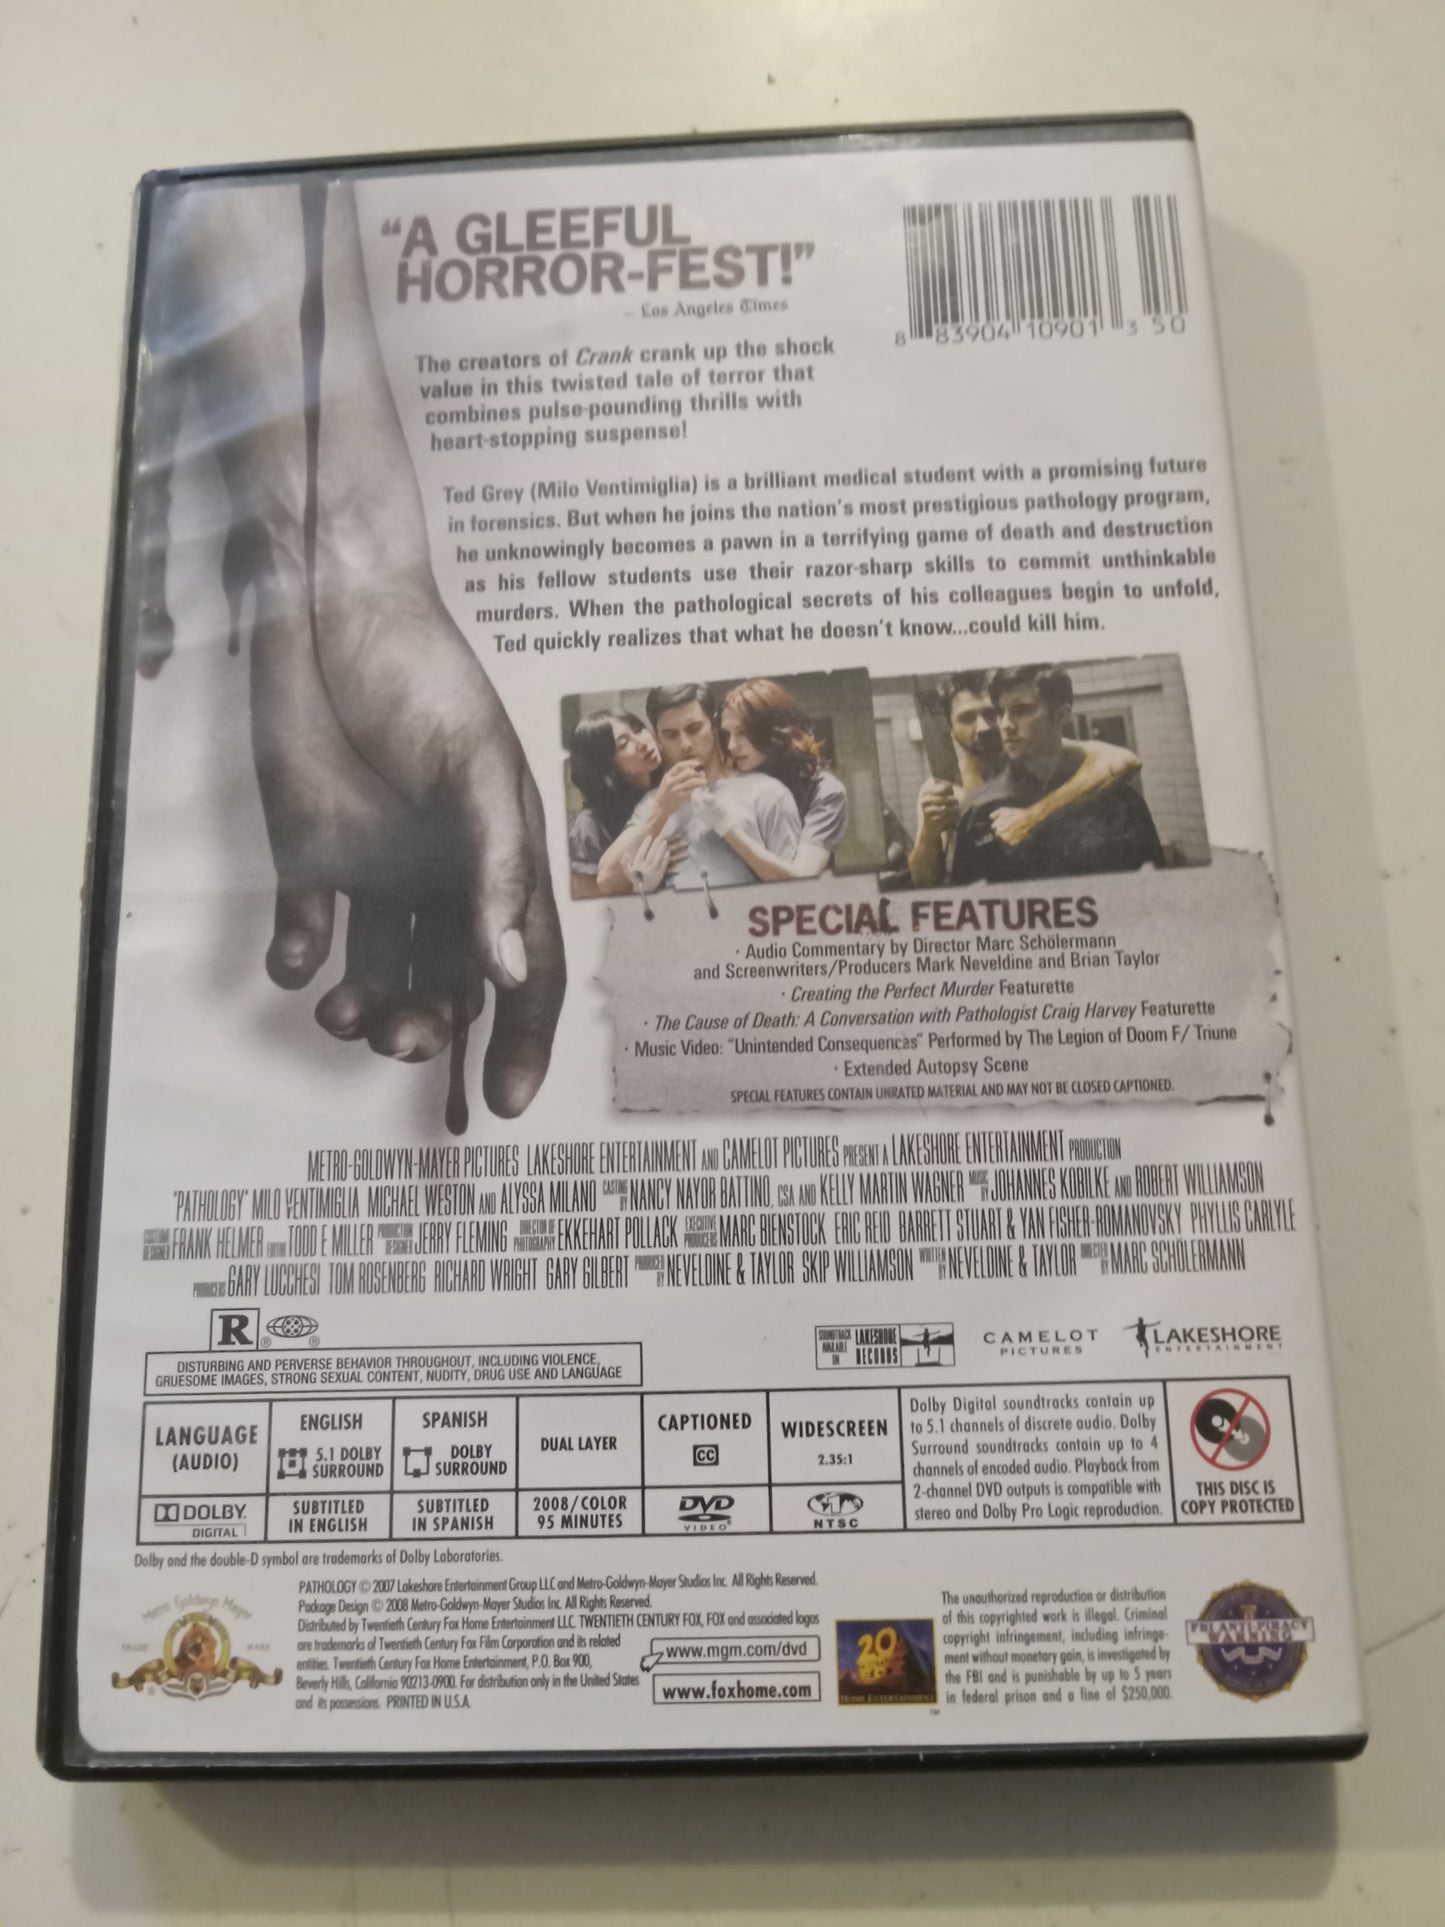 “A GLEEFUL
HORROR-FEST!”
– Los Angeles Times
8 83904 10901 3 50
The creators of Crank crank up the shock
value in this twisted tale of terror that
combines pulse-pounding thrills with
heart-stopping suspense!
Ted Grey (Milo Ventimiglia) is a brilliant medical student with a promising future
in forensics. But when he joins the nation's most prestigious pathology program,
he unknowingly becomes a pawn in a terrifying game of death and destruction
as his fellow students use their razor-sharp skills to commit unthinkable
murders. When the pathological secrets of his colleagues begin to unfold,
Ted quickly realizes that what he doesn't know...could kill him.
SPECIAL FEATURES
· Audio Commentary by Director Marc Schölermann
and Screenwriters/Producers Mark Neveldine and Brian Taylor
· Creating the Perfect Murder Featurette
· The Cause of Death: A Conversation with Pathologist Craig Harvey Featurette
· Music Video: "Unintended Consequences" Performed by The Legion of Doom F/ Triune
· Extended Autopsy Scene
SPECIAL FEATURES CONTAIN UNRATED MATERIAL AND MAY NOT BE CLOSED CAPTIONED.
METRO-GOLDWYN-MAYER PICTURES LAKESHORE ENTERTAINMENT AND CAMELOT PICTURES PRESENT A LAKESHORE ENTERTAINMENT PRODUCTION
"PATHOLOGY" MILO VENTIMIGLIA MICHAEL WESTON AND ALYSSA MILANO CASTING BY NANCY NAYOR BATTINO, CSA AND KELLY MARTIN WAGNER MUSIC BY JOHANNES KOBILKE AND ROBERT WILLIAMSON
COSTUME DESIGNER FRANK HELMER EDITOR TODD E MILLER PRODUCTION DESIGNER JERRY FLEMING DIRECTOR OF PHOTOGRAPHY EKKEHART POLLACK EXECUTIVE PRODUCERS MARC BIENSTOCK ERIC REID BARRETT STUART & YAN FISHER-ROMANOVSKY PHYLLIS CARLYLE
PRODUCERS GARY LUCCHESI TOM ROSENBERG RICHARD WRIGHT GARY GILBERT PRODUCED BY NEVELDINE & TAYLOR SKIP WILLIAMSON WRITTEN BY NEVELDINE & TAYLOR DIRECTED BY MARC SCHÖLERMANN
R ® ®
SOUNDTRACK AVAILABLE ON LAKESHORE RECORDS
CAMELOT
PICTURES
LAKESHORE
ENTERTAINMENT
DISTURBING AND PERVERSE BEHAVIOR THROUGHOUT, INCLUDING VIOLENCE,
GRUESOME IMAGES, STRONG SEXUAL CONTENT, NUDITY, DRUG USE AND LANGUAGE
LANGUAGE
(AUDIO)
ENGLISH
5.1 DOLBY
SURROUND
SPANISH
DOLBY
SURROUND
DUAL LAYER
CAPTIONED
CC
WIDESCREEN
2.35:1
DOLBY
DIGITAL
SUBTITLED
IN ENGLISH
SUBTITLED
IN SPANISH
2008/COLOR
95 MINUTES
DVD
VIDEO
NTSC
Dolby Digital soundtracks contain up
to 5.1 channels of discrete audio. Dolby
Surround soundtracks contain up to 4
channels of encoded audio. Playback from
2-channel DVD outputs is compatible with
stereo and Dolby Pro Logic reproduction.
THIS DISC IS
COPY PROTECTED
Dolby and the double-D symbol are trademarks of Dolby Laboratories.
Metro Goldwyn Mayer
TRADE MARK
PATHOLOGY © 2007 Lakeshore Entertainment Group LLC and Metro-Goldwyn-Mayer Studios Inc. All Rights Reserved.
Package Design © 2008 Metro-Goldwyn-Mayer Studios Inc. All Rights Reserved.
Distributed by Twentieth Century Fox Home Entertainment LLC. TWENTIETH CENTURY FOX, FOX and associated logos
are trademarks of Twentieth Century Fox Film Corporation and its related
entities. Twentieth Century Fox Home Entertainment, P.O. Box 900,
Beverly Hills, California 90213-0900. For distribution only in the United States
and its possessions. PRINTED IN U.S.A.
www.mgm.com/dvd
www.foxhome.com
20th
CENTURY
FOX
HOME ENTERTAINMENT
™
The unauthorized reproduction or distribution
of this copyrighted work is illegal. Criminal
copyright infringement, including infringe-
ment without monetary gain, is investigated by
the FBI and is punishable by up to 5 years
in federal prison and a fine of $250,000.
FBI ANTI-PIRACY
WARNING